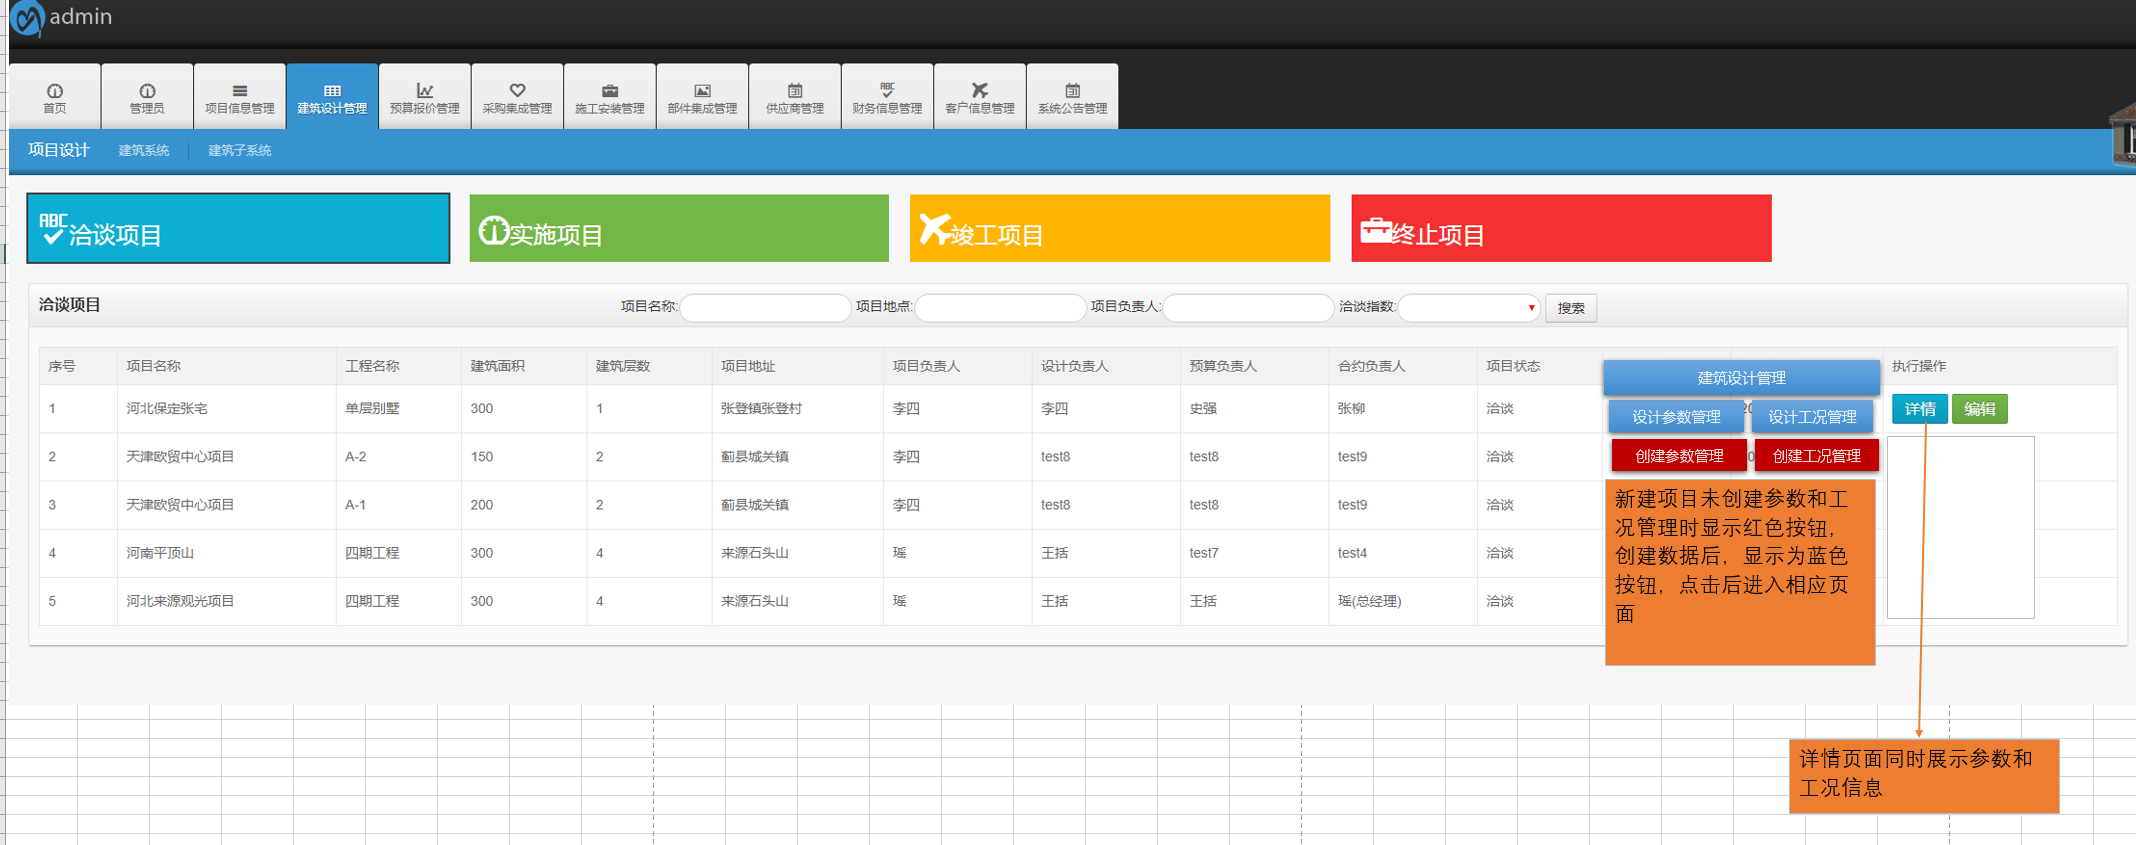 admin
首页 管理员 项目信息管理 建筑设计管理 预算报价管理 采购集成管理 施工安装管理 部件集成管理 供应商管理 财务信息管理 客户信息管理 系统公告管理
项目设计 建筑系统 建筑子系统
ABC 洽谈项目 实施项目 竣工项目 终止项目
洽谈项目 项目名称: 项目地点: 项目负责人: 洽谈指数: 搜索
序号 项目名称 工程名称 建筑面积 建筑层数 项目地址 项目负责人 设计负责人 预算负责人 合约负责人 项目状态 建筑设计管理 执行操作
1 河北保定张宅 单层别墅 300 1 张登镇张登村 李四 李四 史强 张柳 洽谈 设计参数管理 设计工况管理 详情 编辑
2 天津欧贸中心项目 A-2 150 2 蓟县城关镇 李四 test8 test8 test9 洽谈 创建参数管理 创建工况管理
3 天津欧贸中心项目 A-1 200 2 蓟县城关镇 李四 test8 test8 test9 洽谈
4 河南平顶山 四期工程 300 4 来源石头山 瑶 王括 test7 test4 洽谈
5 河北来源观光项目 四期工程 300 4 来源石头山 瑶 王括 王括 瑶(总经理) 洽谈
新建项目未创建参数和工
况管理时显示红色按钮，
创建数据后，显示为蓝色
按钮，点击后进入相应页
面
详情页面同时展示参数和
工况信息